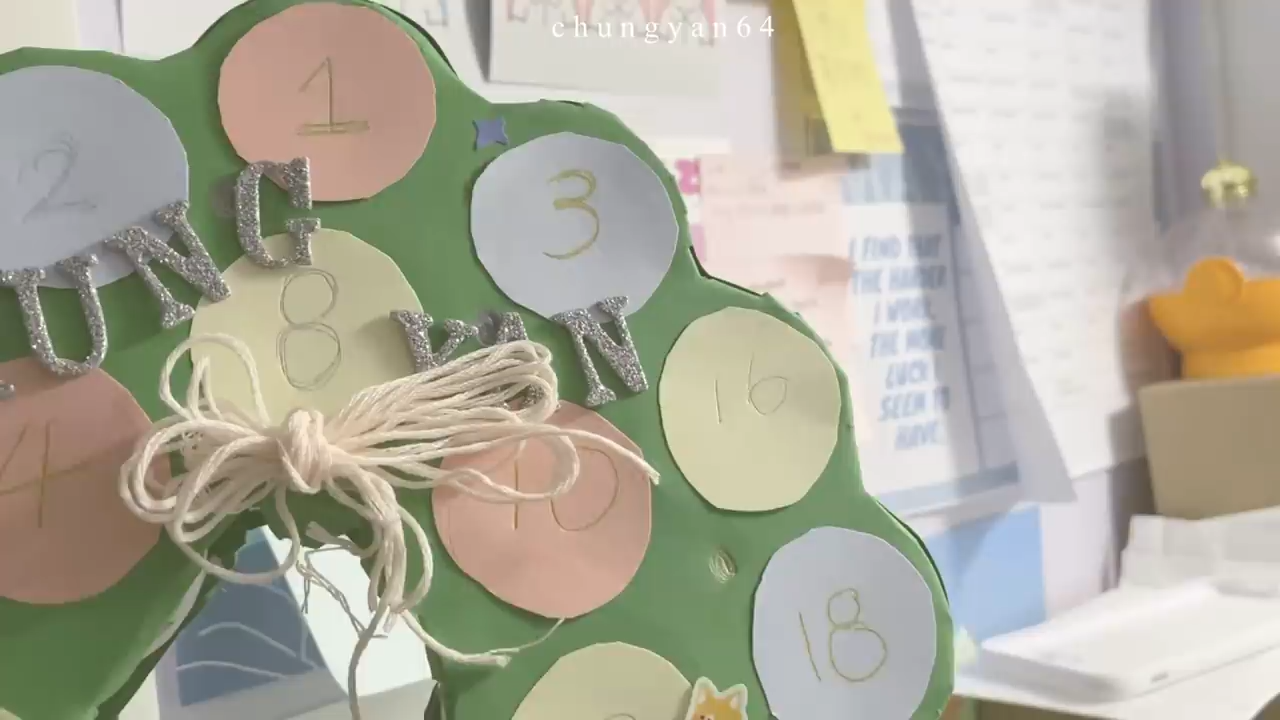 chungyan64
1
2
3
UNG
8
YAN
16
4
10
18
I FIND THAT
THE HARDER
I WORK,
THE MORE
LUCK I
SEEM TO
HAVE.